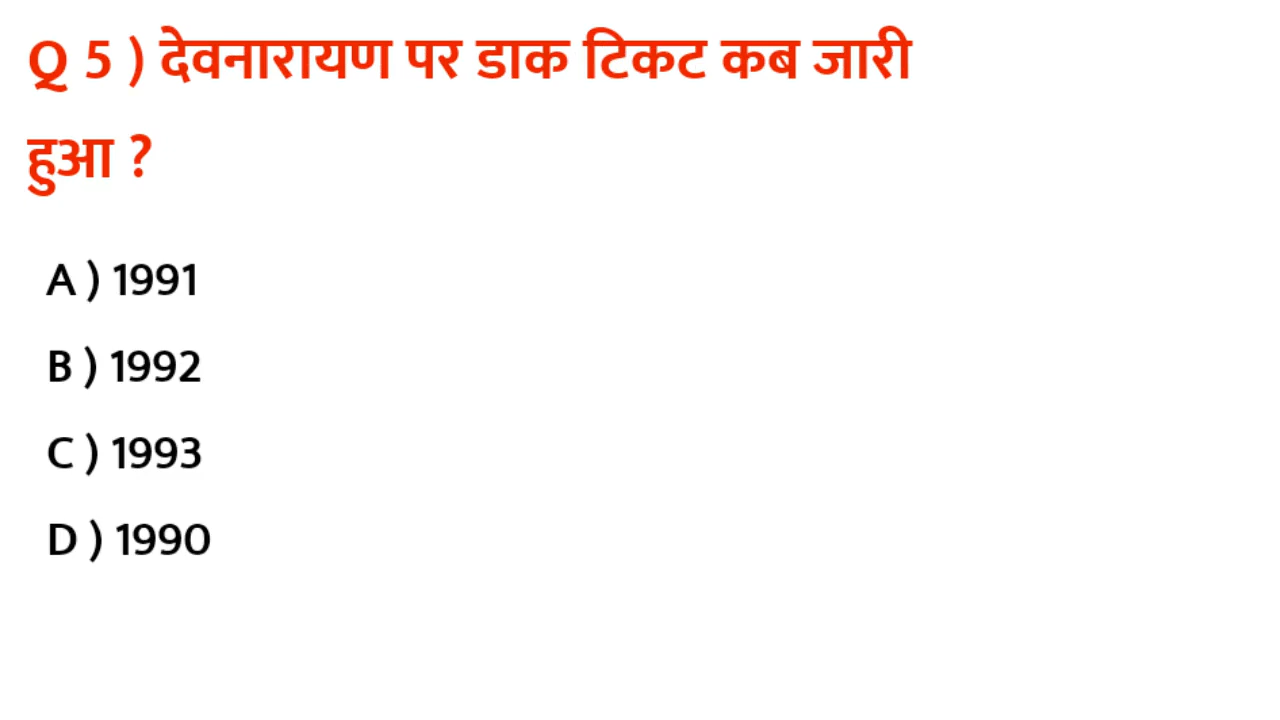 Q 5 ) देवनारायण पर डाक टिकट कब जारी
हुआ ?
A ) 1991
B ) 1992
C ) 1993
D ) 1990